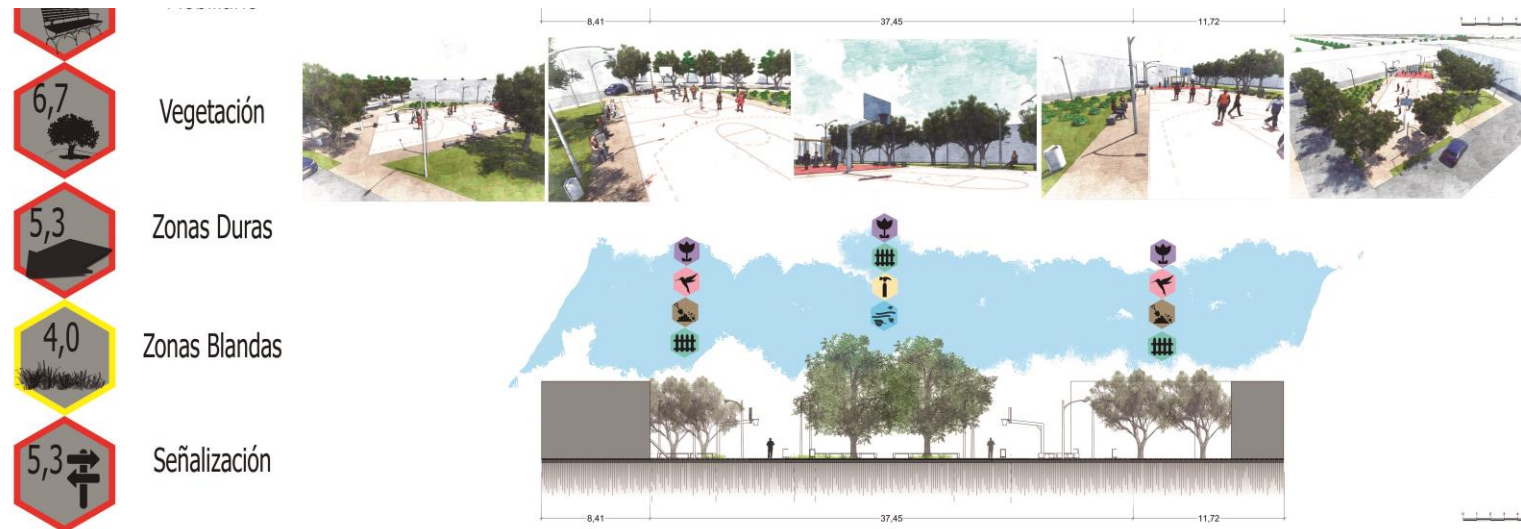 8,41 37,45 11,72
6,7
Vegetación
5,3
Zonas Duras
4,0
Zonas Blandas
5,3
Señalización
8,41 37,45 11,72